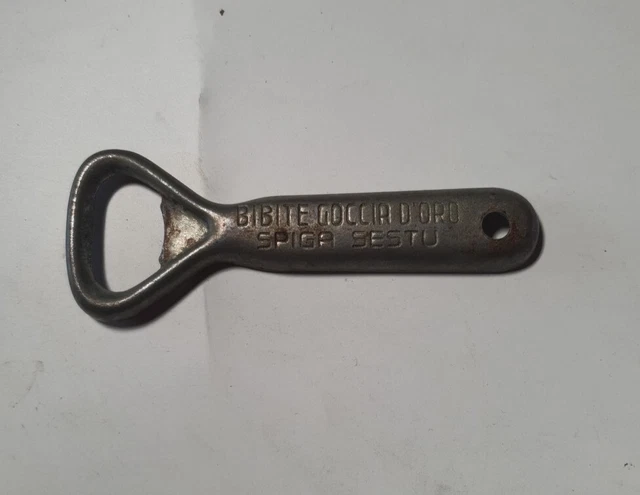 BIBITE GOCCIA D'ORO
SPIGA SESTU